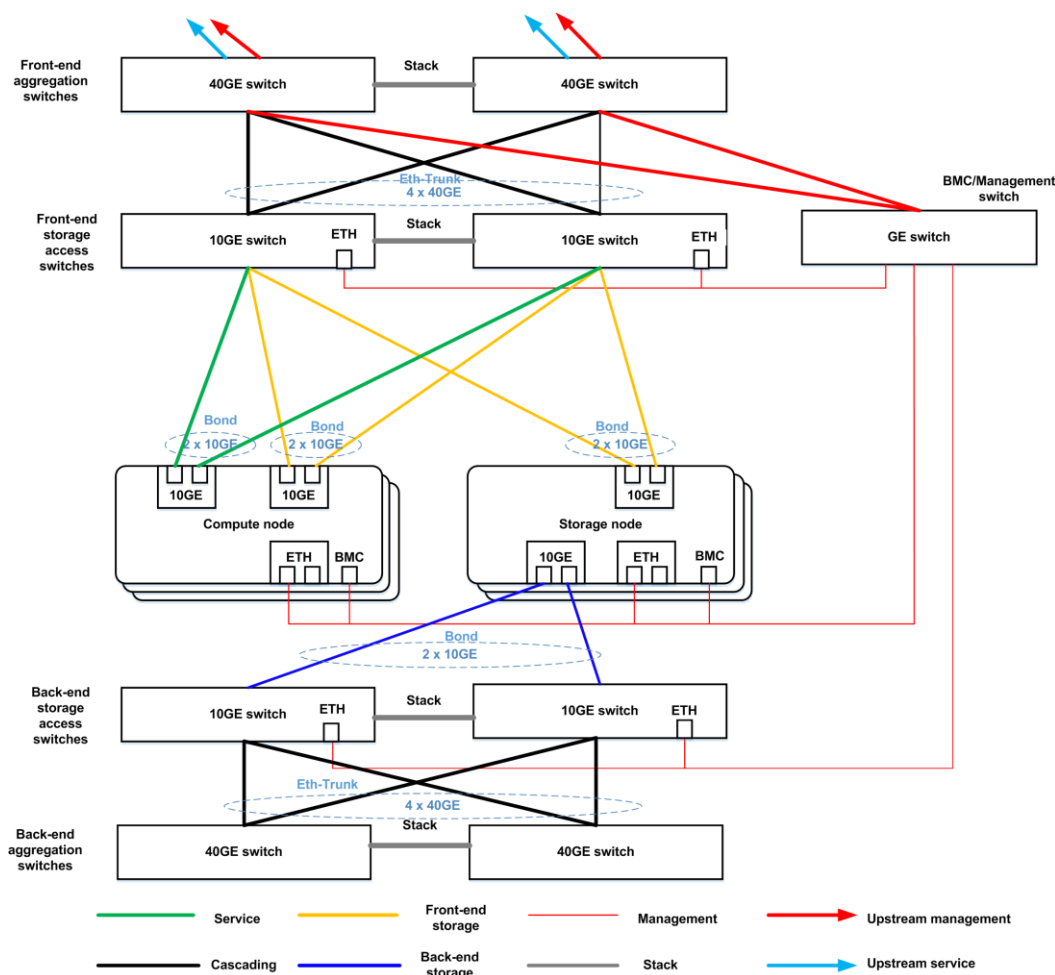 Front-end
aggregation
switches
40GE switch
Stack
40GE switch
Eth-Trunk
4 x 40GE
BMC/Management
switch
GE switch
Front-end
storage
access
switches
10GE switch
ETH
Stack
10GE switch
ETH
Bond
2 x 10GE
Bond
2 x 10GE
Bond
2 x 10GE
10GE
10GE
Compute node
ETH
BMC
10GE
Storage node
10GE
ETH
BMC
Bond
2 x 10GE
Back-end
storage
access
switches
10GE switch
ETH
Stack
10GE switch
ETH
Eth-Trunk
4 x 40GE
Back-end
aggregation
switches
40GE switch
Stack
40GE switch
Service
Front-end
storage
Management
Upstream management
Cascading
Back-end
storage
Stack
Upstream service